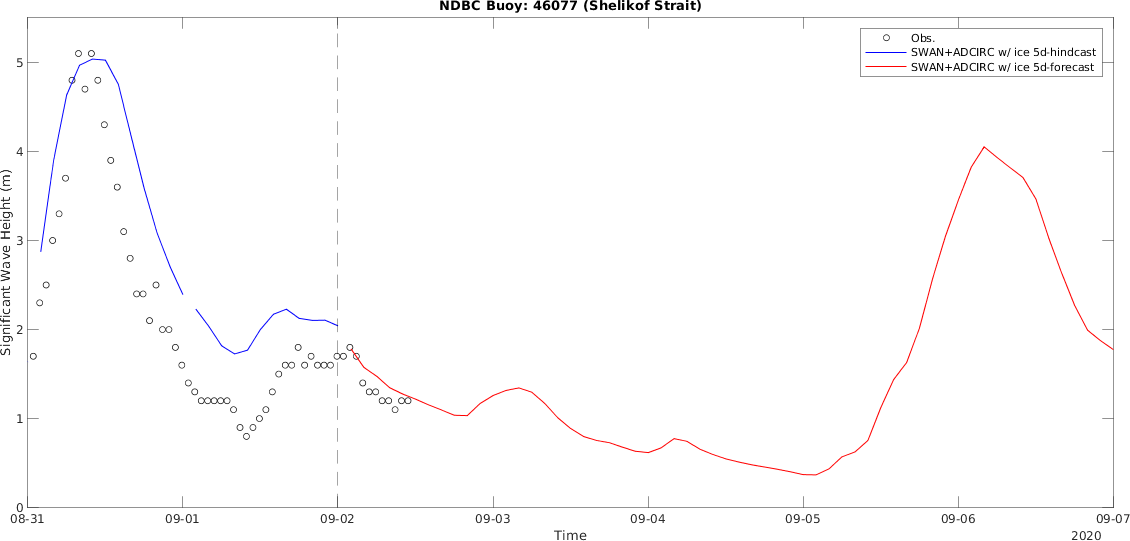 NDBC Buoy: 46077 (Shelikof Strait)
Obs.
SWAN+ADCIRC w/ ice 5d-hindcast
SWAN+ADCIRC w/ ice 5d-forecast
Significant Wave Height (m)
5
4
3
2
1
0
08-31 09-01 09-02 09-03 09-04 09-05 09-06 09-07
Time
2020